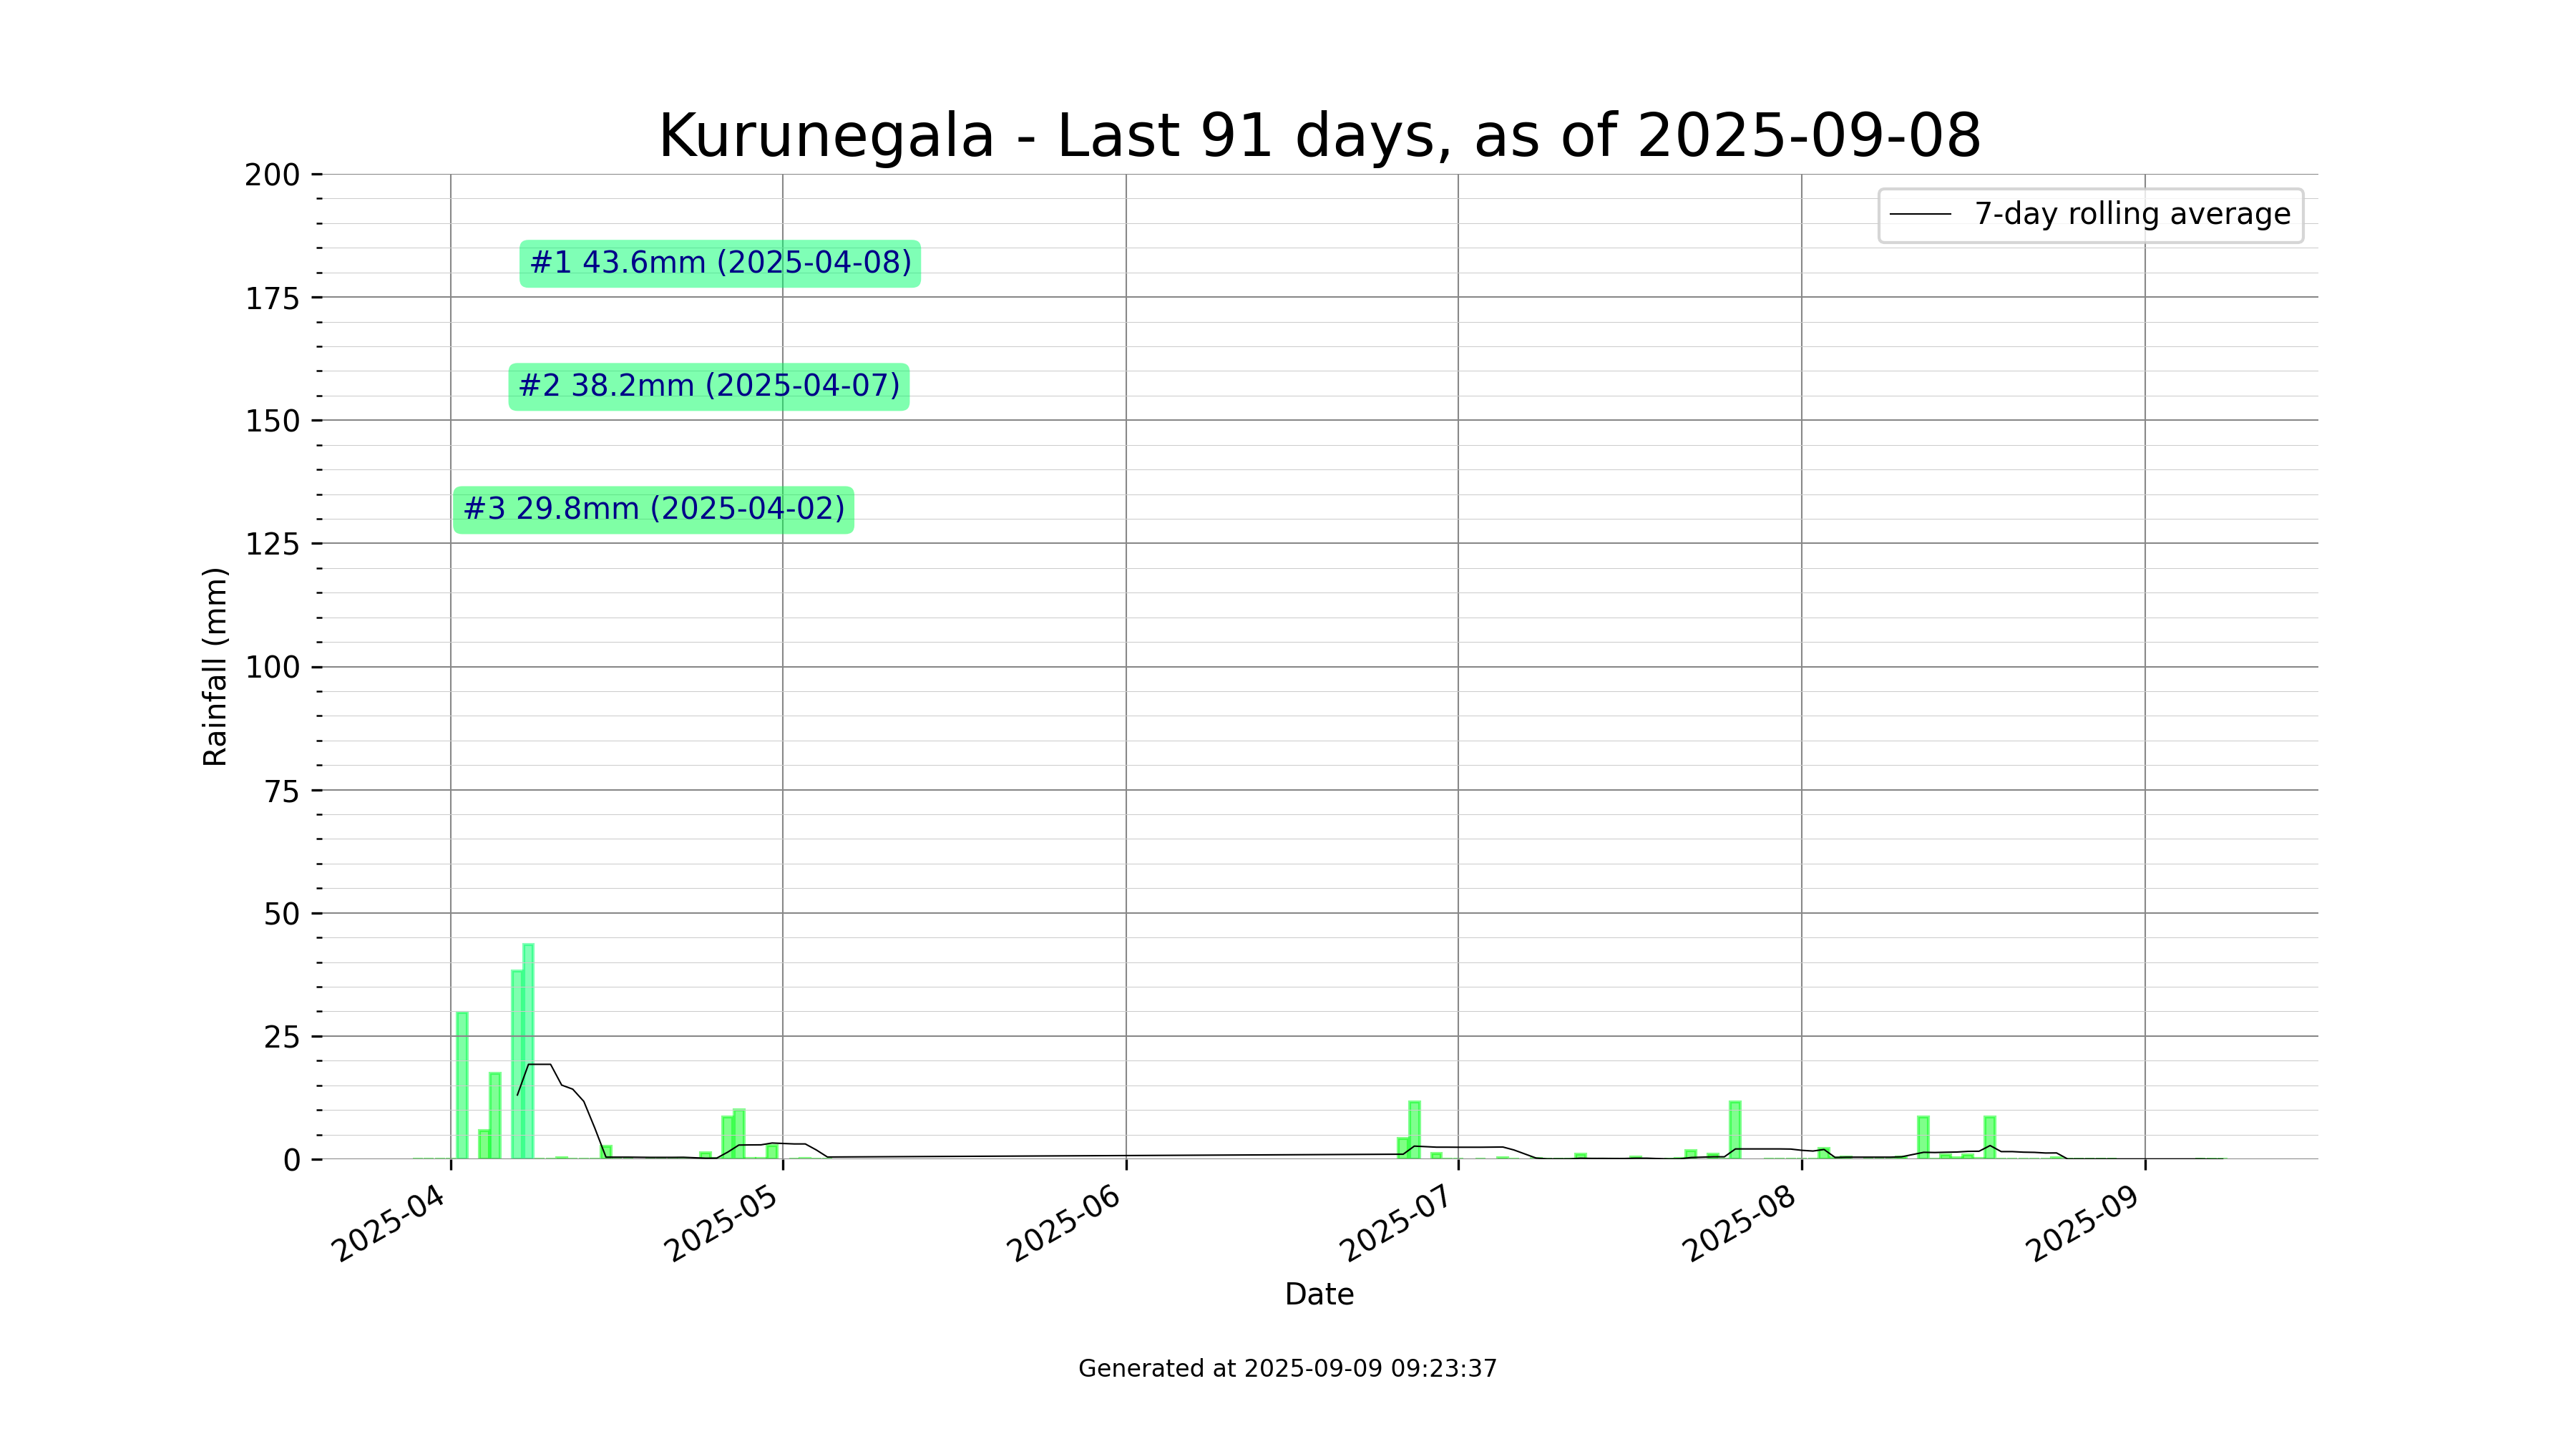 Kurunegala - Last 91 days, as of 2025-09-08
200
175
150
125
100
75
50
25
0
Rainfall (mm)
7-day rolling average
#1 43.6mm (2025-04-08)
#2 38.2mm (2025-04-07)
#3 29.8mm (2025-04-02)
2025-04
2025-05
2025-06
2025-07
2025-08
2025-09
Date
Generated at 2025-09-09 09:23:37